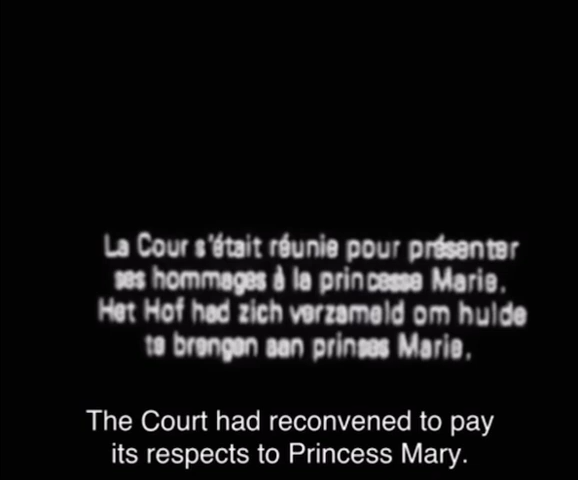 La Cour s'était réunie pour présenter
ses hommages à la princesse Marie.
Het Hof had zich verzameld om hulde
te brengen aan prinses Marie.
The Court had reconvened to pay
its respects to Princess Mary.